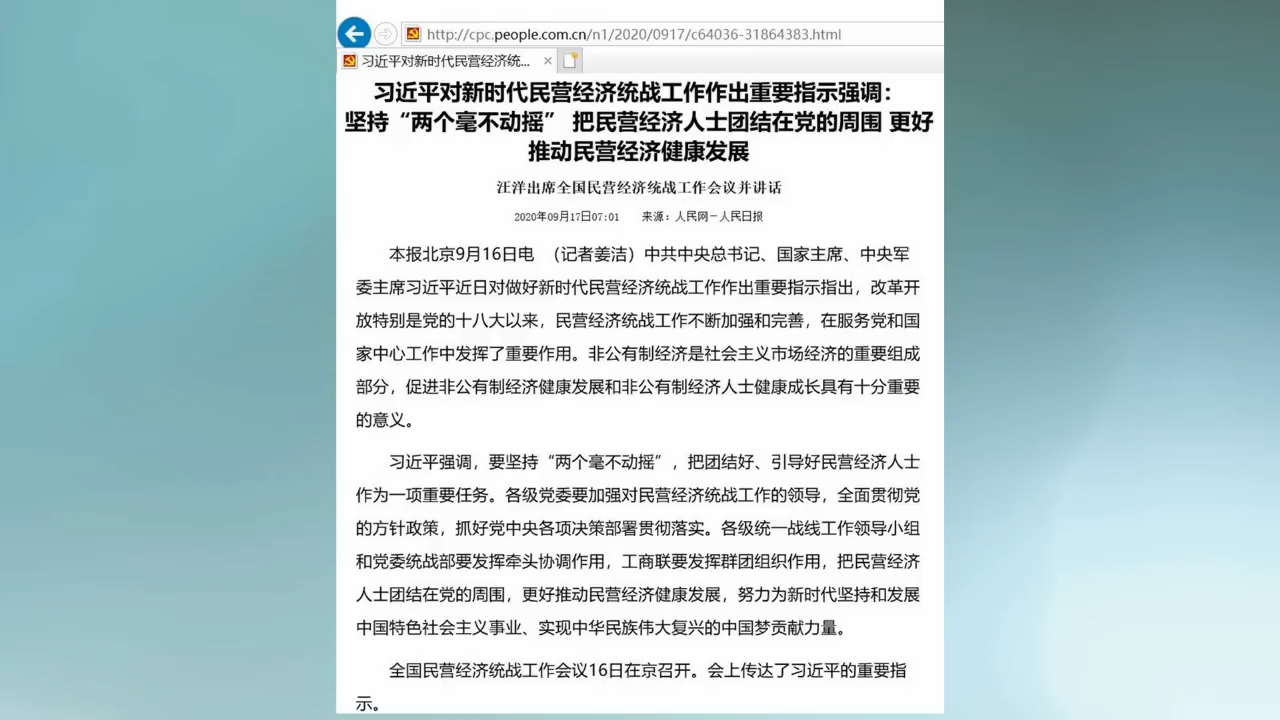 http://cpc.people.com.cn/n1/2020/0917/c64036-31864383.html
习近平对新时代民营经济统...
习近平对新时代民营经济统战工作作出重要指示强调：
坚持“两个毫不动摇” 把民营经济人士团结在党的周围 更好
推动民营经济健康发展
汪洋出席全国民营经济统战工作会议并讲话
2020年09月17日07:01 来源：人民网－人民日报
本报北京9月16日电 （记者姜洁）中共中央总书记、国家主席、中央军
委主席习近平近日对做好新时代民营经济统战工作作出重要指示指出，改革开
放特别是党的十八大以来，民营经济统战工作不断加强和完善，在服务党和国
家中心工作中发挥了重要作用。非公有制经济是社会主义市场经济的重要组成
部分，促进非公有制经济健康发展和非公有制经济人士健康成长具有十分重要
的意义。
习近平强调，要坚持“两个毫不动摇”，把团结好、引导好民营经济人士
作为一项重要任务。各级党委要加强对民营经济统战工作的领导，全面贯彻党
的方针政策，抓好党中央各项决策部署贯彻落实。各级统一战线工作领导小组
和党委统战部要发挥牵头协调作用，工商联要发挥群团组织作用，把民营经济
人士团结在党的周围，更好推动民营经济健康发展，努力为新时代坚持和发展
中国特色社会主义事业、实现中华民族伟大复兴的中国梦贡献力量。
全国民营经济统战工作会议16日在京召开。会上传达了习近平的重要指
示。